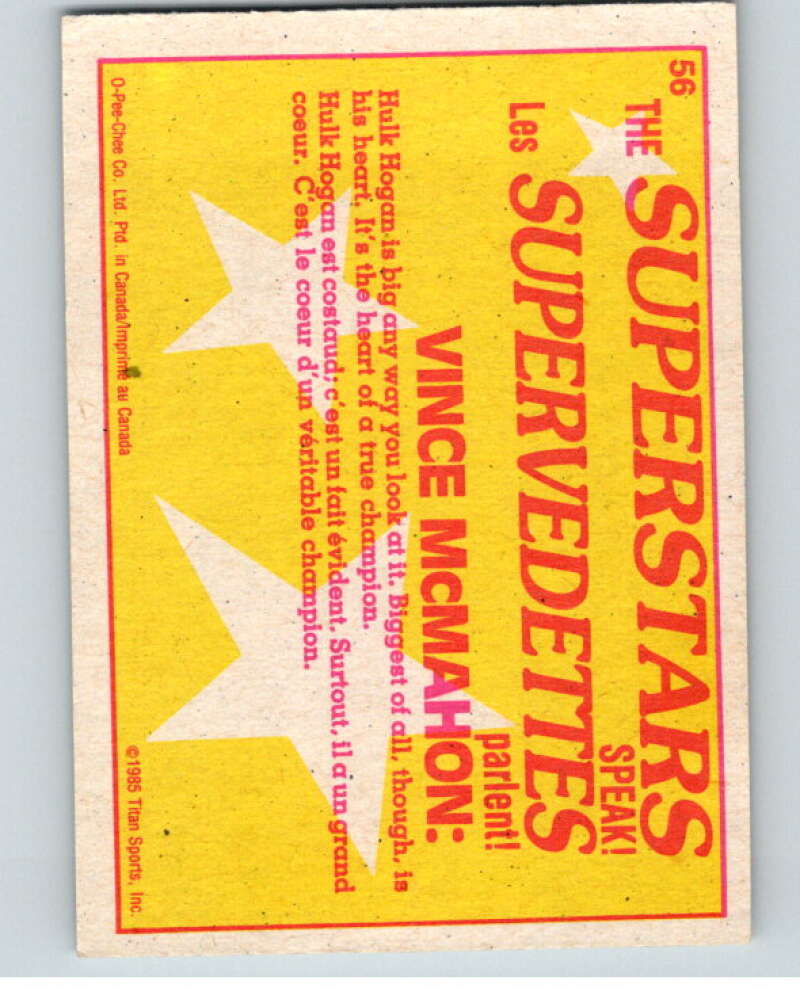 56
THE SUPERSTARS SPEAK!
Les SUPERVEDETTES parlent!
VINCE McMAHON:
Hulk Hogan is big any way you look at it. Biggest of all, though, is
his heart. It's the heart of a true champion.
Hulk Hogan est costaud; c'est un fait évident. Surtout, il a un grand
coeur. C'est le coeur d'un véritable champion.
O-Pee-Chee Co. Ltd. Ptd. in Canada/Imprimé au Canada
©1985 Titan Sports, Inc.